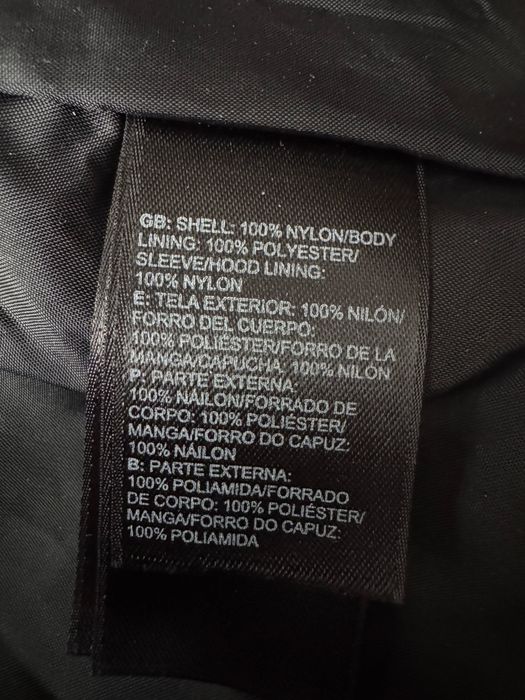 GB: SHELL: 100% NYLON/BODY
LINING: 100% POLYESTER/
SLEEVE/HOOD LINING:
100% NYLON
E: TELA EXTERIOR: 100% NILÓN/
FORRO DEL CUERPO:
100% POLIÉSTER/FORRO DE LA
MANGA/CAPUCHA: 100% NILÓN
P: PARTE EXTERNA:
100% NÁILON/FORRADO DE
CORPO: 100% POLIÉSTER/
MANGA/FORRO DO CAPUZ:
100% NÁILON
B: PARTE EXTERNA:
100% POLIAMIDA/FORRADO
DE CORPO: 100% POLIÉSTER/
MANGA/FORRO DO CAPUZ:
100% POLIAMIDA